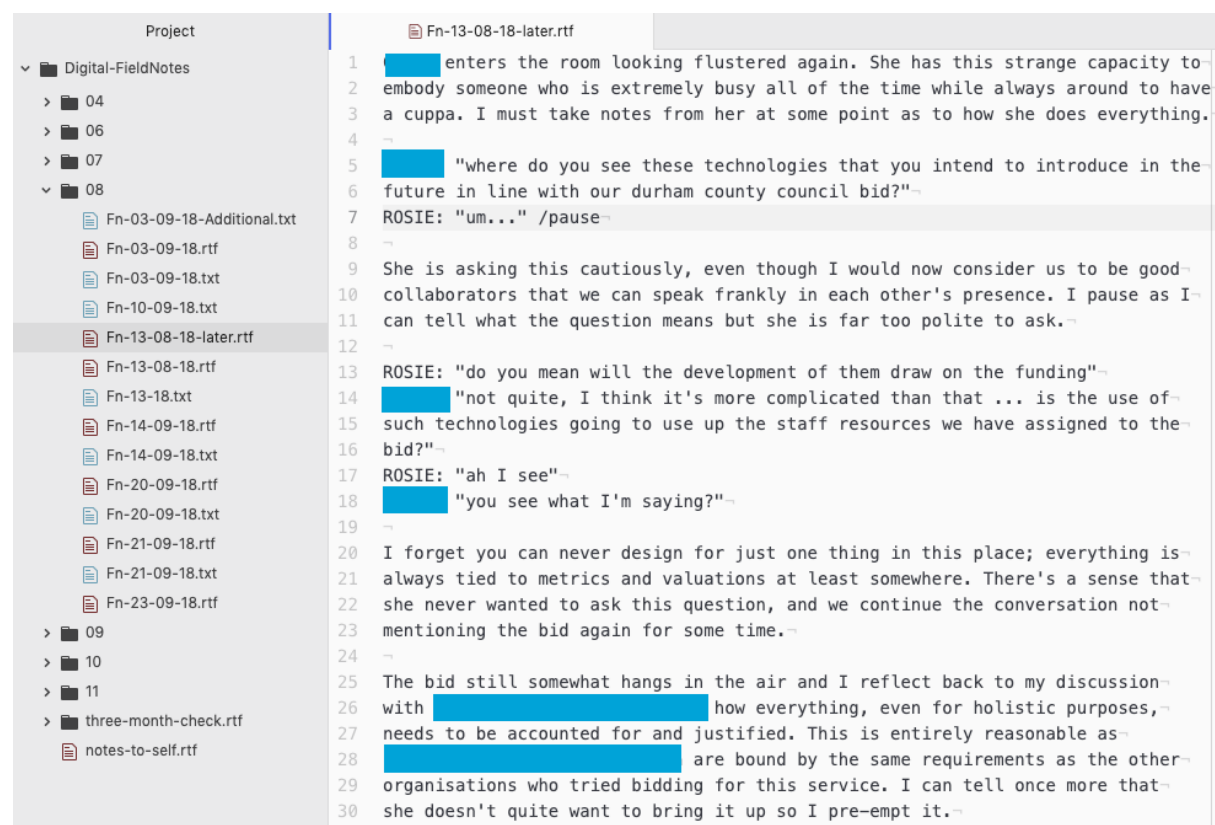 Project
Digital-FieldNotes
04
06
07
08
Fn-03-09-18-Additional.txt
Fn-03-09-18.rtf
Fn-03-09-18.txt
Fn-10-09-18.txt
Fn-13-08-18-later.rtf
Fn-13-08-18.rtf
Fn-13-18.txt
Fn-14-09-18.rtf
Fn-14-09-18.txt
Fn-20-09-18.rtf
Fn-20-09-18.txt
Fn-21-09-18.rtf
Fn-21-09-18.txt
Fn-23-09-18.rtf
09
10
11
three-month-check.rtf
notes-to-self.rtf
Fn-13-08-18-later.rtf
1 enters the room looking flustered again. She has this strange capacity to¬
2 embody someone who is extremely busy all of the time while always around to have
3 a cuppa. I must take notes from her at some point as to how she does everything.
4 ¬
5 "where do you see these technologies that you intend to introduce in the¬
6 future in line with our durham county council bid?"¬
7 ROSIE: "um..." /pause¬
8 ¬
9 She is asking this cautiously, even though I would now consider us to be good¬
10 collaborators that we can speak frankly in each other's presence. I pause as I¬
11 can tell what the question means but she is far too polite to ask.¬
12 ¬
13 ROSIE: "do you mean will the development of them draw on the funding"¬
14 "not quite, I think it's more complicated than that ... is the use of¬
15 such technologies going to use up the staff resources we have assigned to the¬
16 bid?"¬
17 ROSIE: "ah I see"¬
18 "you see what I'm saying?"¬
19 ¬
20 I forget you can never design for just one thing in this place; everything is¬
21 always tied to metrics and valuations at least somewhere. There's a sense that¬
22 she never wanted to ask this question, and we continue the conversation not¬
23 mentioning the bid again for some time.¬
24 ¬
25 The bid still somewhat hangs in the air and I reflect back to my discussion¬
26 with how everything, even for holistic purposes,¬
27 needs to be accounted for and justified. This is entirely reasonable as¬
28 are bound by the same requirements as the other¬
29 organisations who tried bidding for this service. I can tell once more that¬
30 she doesn't quite want to bring it up so I pre-empt it.¬